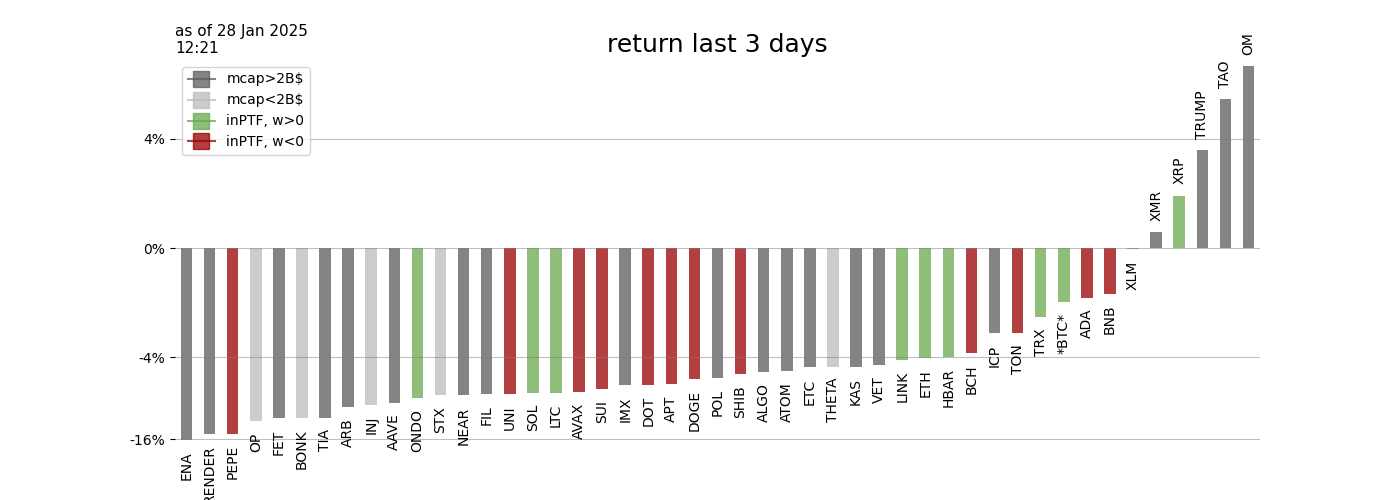 as of 28 Jan 2025
12:21
return last 3 days
mcap>2B$
mcap<2B$
inPTF, w>0
inPTF, w<0
4%
0%
-4%
-16%
ENA
RENDER
PEPE
OP
FET
BONK
TIA
ARB
INJ
AAVE
ONDO
STX
NEAR
FIL
UNI
SOL
LTC
AVAX
SUI
IMX
DOT
APT
DOGE
POL
SHIB
ALGO
ATOM
ETC
THETA
KAS
VET
LINK
ETH
HBAR
BCH
ICP
TON
TRX
*BTC*
ADA
BNB
XLM
XMR
XRP
TRUMP
TAO
OM